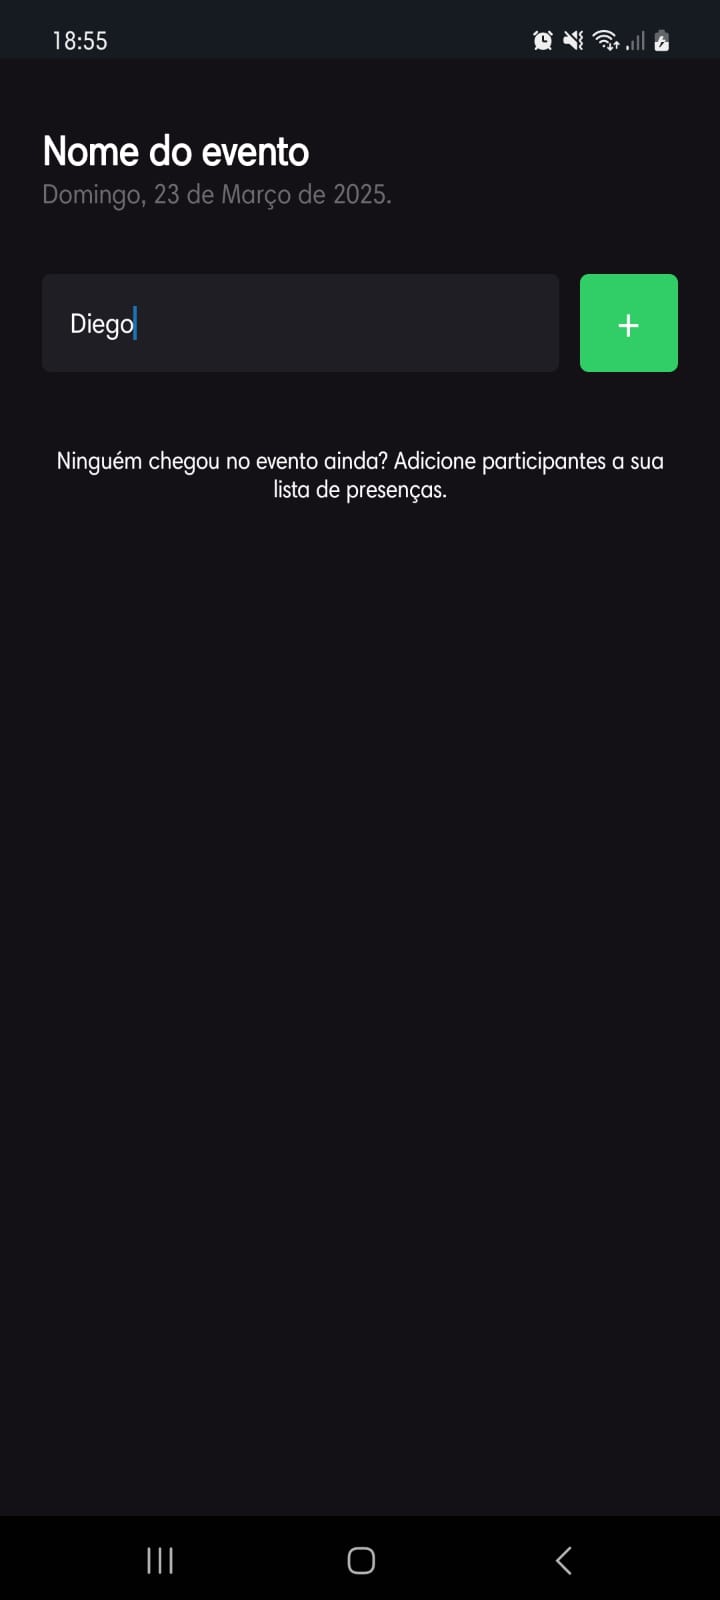 18:55
Nome do evento
Domingo, 23 de Março de 2025.
Diego
+
Ninguém chegou no evento ainda? Adicione participantes a sua
lista de presenças.